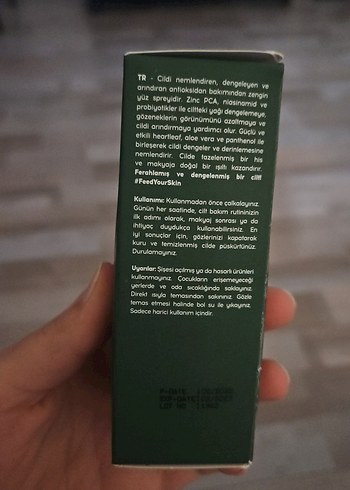 TR - Cildi nemlendiren, dengeleyen ve
arındıran antioksidan bakımından zengin
yüz spreyidir. Zinc PCA, niasinamid ve
probiyotikler ile ciltteki yağı dengelemeye,
gözeneklerin görünümünü azaltmaya ve
cildi arındırmaya yardımcı olur. Güçlü ve
etkili heartleaf, aloe vera ve panthenol ile
birleşerek cildi dengeler ve derinlemesine
nemlendirir. Cilde tazelenmiş bir his
ve makyaja doğal bir ışıltı kazandırır.
Ferahlamış ve dengelenmiş bir cilt!
#FeedYourSkin
Kullanımı: Kullanmadan önce çalkalayınız.
Günün her saatinde, cilt bakım rutininizin
ilk adımı olarak, makyaj sonrası ya da
ihtiyaç duydukça kullanabilirsiniz. En
iyi sonuçlar için, gözlerinizi kapatarak
kuru ve temizlenmiş cilde püskürtünüz.
Durulamayınız.
Uyarılar: Şişesi açılmış ya da hasarlı ürünleri
kullanmayınız. Çocukların erişemeyeceği
yerlerde ve oda sıcaklığında saklayınız.
Direkt ısıyla temasından sakınınız. Gözle
temas etmesi halinde bol su ile yıkayınız.
Sadece harici kullanım içindir.
LOT NO